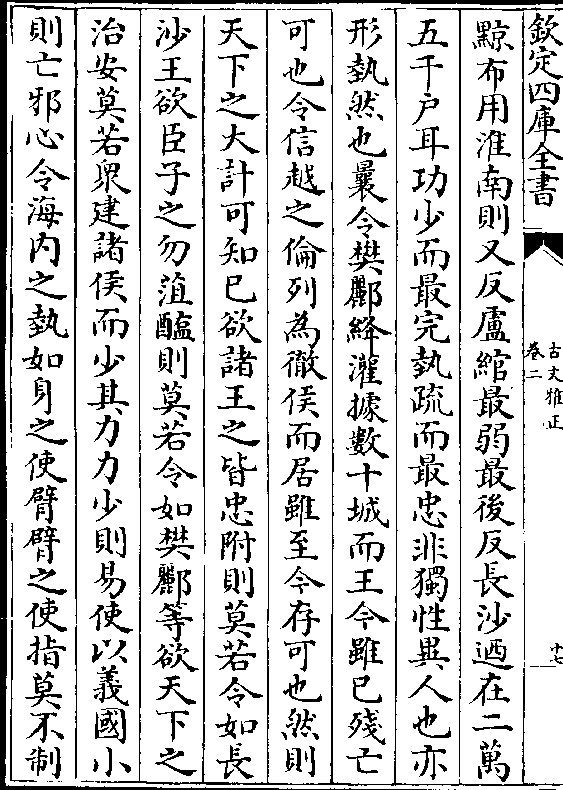 欽定四庫全書
古文雅正
卷二
十七
黥布用淮南則又反盧綰最弱最後反長沙廼在二萬
五千户耳功少而最完埶疏而最忠非獨性異人也亦
形埶然也曩令樊酈絳灌據數十城而王今雖已殘亡
可也令信越之倫列為徹侯而居雖至今存可也然則
天下之大計可知已欲諸王之皆忠附則莫若令如長
沙王欲臣子之勿菹醢則莫若令如樊酈等欲天下之
治安莫若衆建諸侯而少其力力少則易使以義國小
則亡邪心令海内之埶如身之使臂臂之使指莫不制